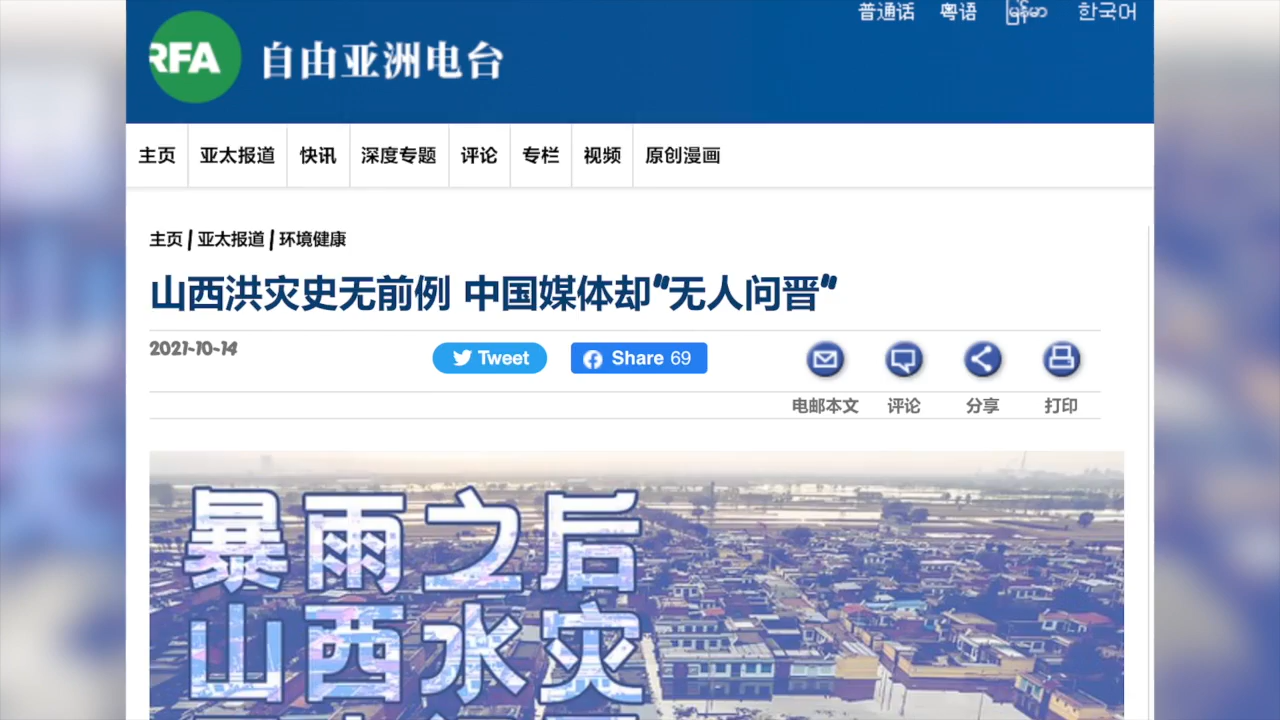 普通话 粤语 မြန်မာ 한국어
RFA 自由亚洲电台
主页 亚太报道 快讯 深度专题 评论 专栏 视频 原创漫画
主页 | 亚太报道 | 环境健康
山西洪灾史无前例 中国媒体却"无人问晋"
2021-10-14
Tweet
Share 69
电邮本文 评论 分享 打印
暴雨之后
山西水灾